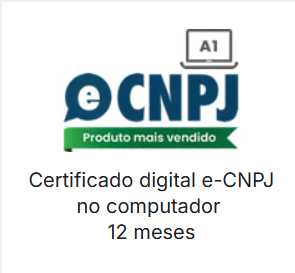 A1
eCNPJ
Produto mais vendido
Certificado digital e-CNPJ
no computador
12 meses